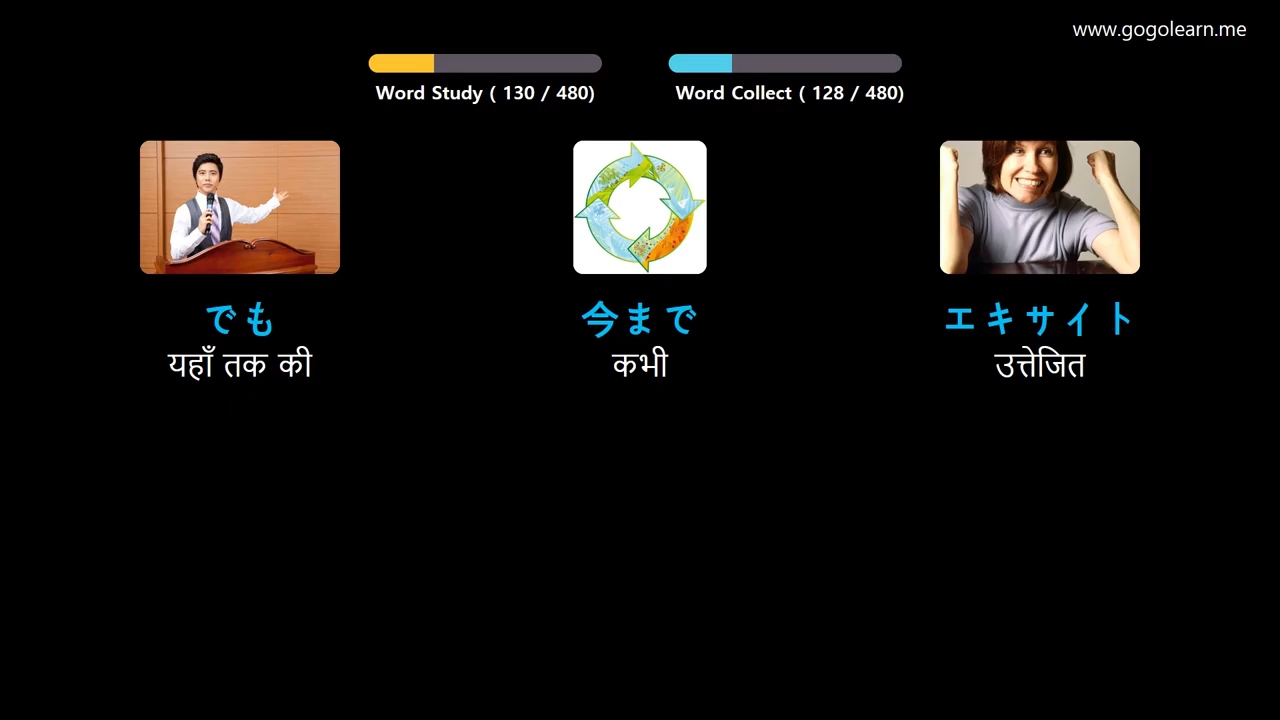 www.gogolearn.me
Word Study ( 130 / 480)
Word Collect ( 128 / 480)
でも
यहाँ तक की
今まで
कभी
エキサイト
उत्तेजित